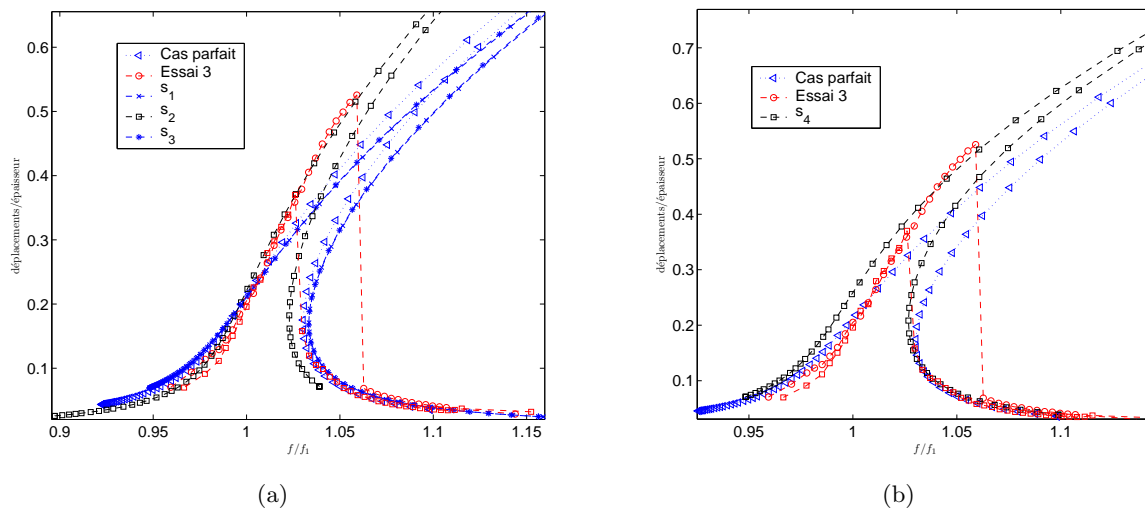 0.6
0.5
0.4
0.3
0.2
0.1
déplacements/épaisseur
Cas parfait
Essai 3
s1
s2
s3
0.9 0.95 1 1.05 1.1 1.15
f/f1
(a)
0.7
0.6
0.5
0.4
0.3
0.2
0.1
déplacements/épaisseur
Cas parfait
Essai 3
s4
0.95 1 1.05 1.1
f/f1
(b)